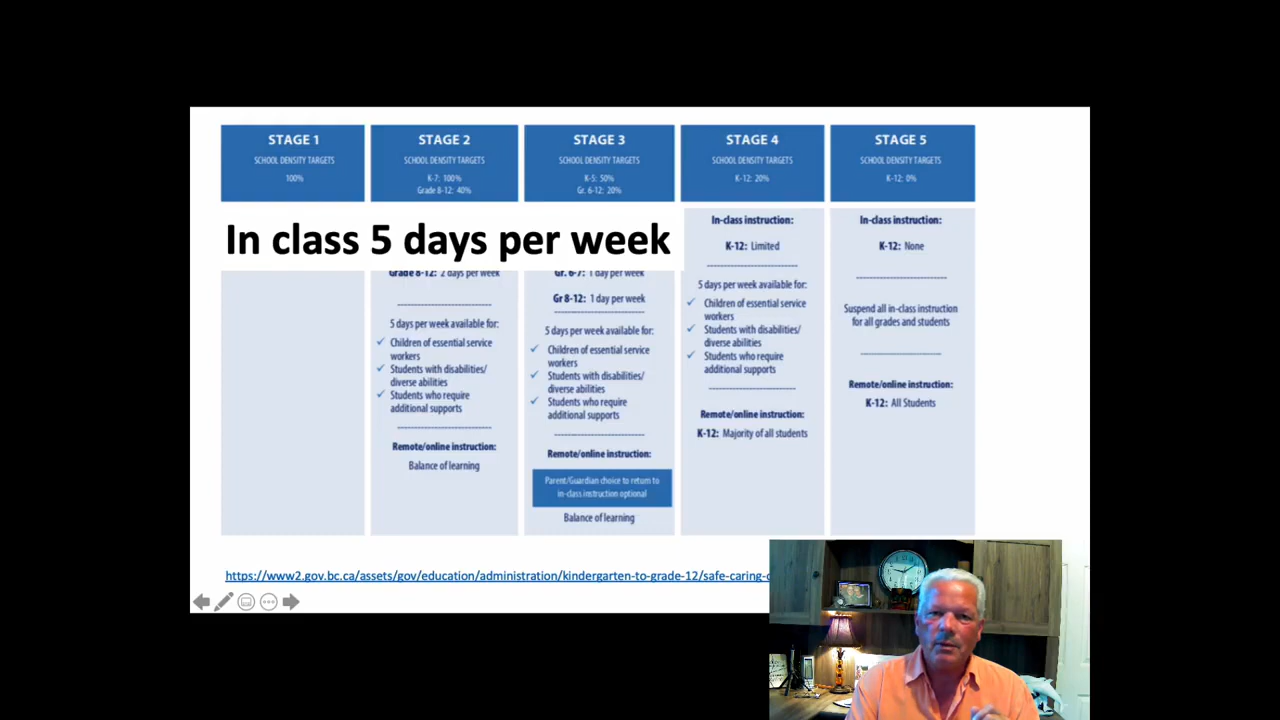 STAGE 1
SCHOOL DENSITY TARGETS
100%
STAGE 2
SCHOOL DENSITY TARGETS
K-7: 100%
Grade 8-12: 40%
STAGE 3
SCHOOL DENSITY TARGETS
K-5: 50%
Gr. 6-12: 20%
STAGE 4
SCHOOL DENSITY TARGETS
K-12: 20%
STAGE 5
SCHOOL DENSITY TARGETS
K-12: 0%
In class 5 days per week
Grade 8-12: 2 days per week
5 days per week available for:
Children of essential service
workers
Students with disabilities/
diverse abilities
Students who require
additional supports
Remote/online instruction:
Balance of learning
Gr. 6-7: 1 day per week
Gr 8-12: 1 day per week
5 days per week available for:
Children of essential service
workers
Students with disabilities/
diverse abilities
Students who require
additional supports
Remote/online instruction:
Parent/Guardian choice to return to
in-class instruction optional
Balance of learning
In-class instruction:
K-12: Limited
5 days per week available for:
Children of essential service
workers
Students with disabilities/
diverse abilities
Students who require
additional supports
Remote/online instruction:
K-12: Majority of all students
In-class instruction:
K-12: None
Suspend all in-class instruction
for all grades and students
Remote/online instruction:
K-12: All Students
https://www2.gov.bc.ca/assets/gov/education/administration/kindergarten-to-grade-12/safe-caring-